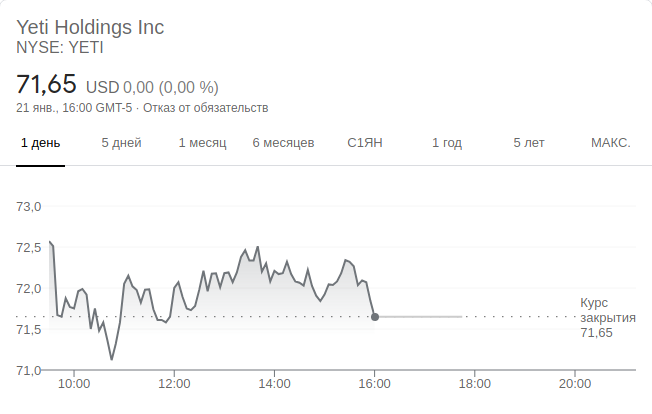 Yeti Holdings Inc
NYSE: YETI
71,65 USD 0,00 (0,00 %)
21 янв., 16:00 GMT-5 · Отказ от обязательств
1 день 5 дней 1 месяц 6 месяцев С1ЯН 1 год 5 лет МАКС.
73,0
72,5
72,0
71,5
71,0
Курс
закрытия
71,65
10:00 12:00 14:00 16:00 18:00 20:00